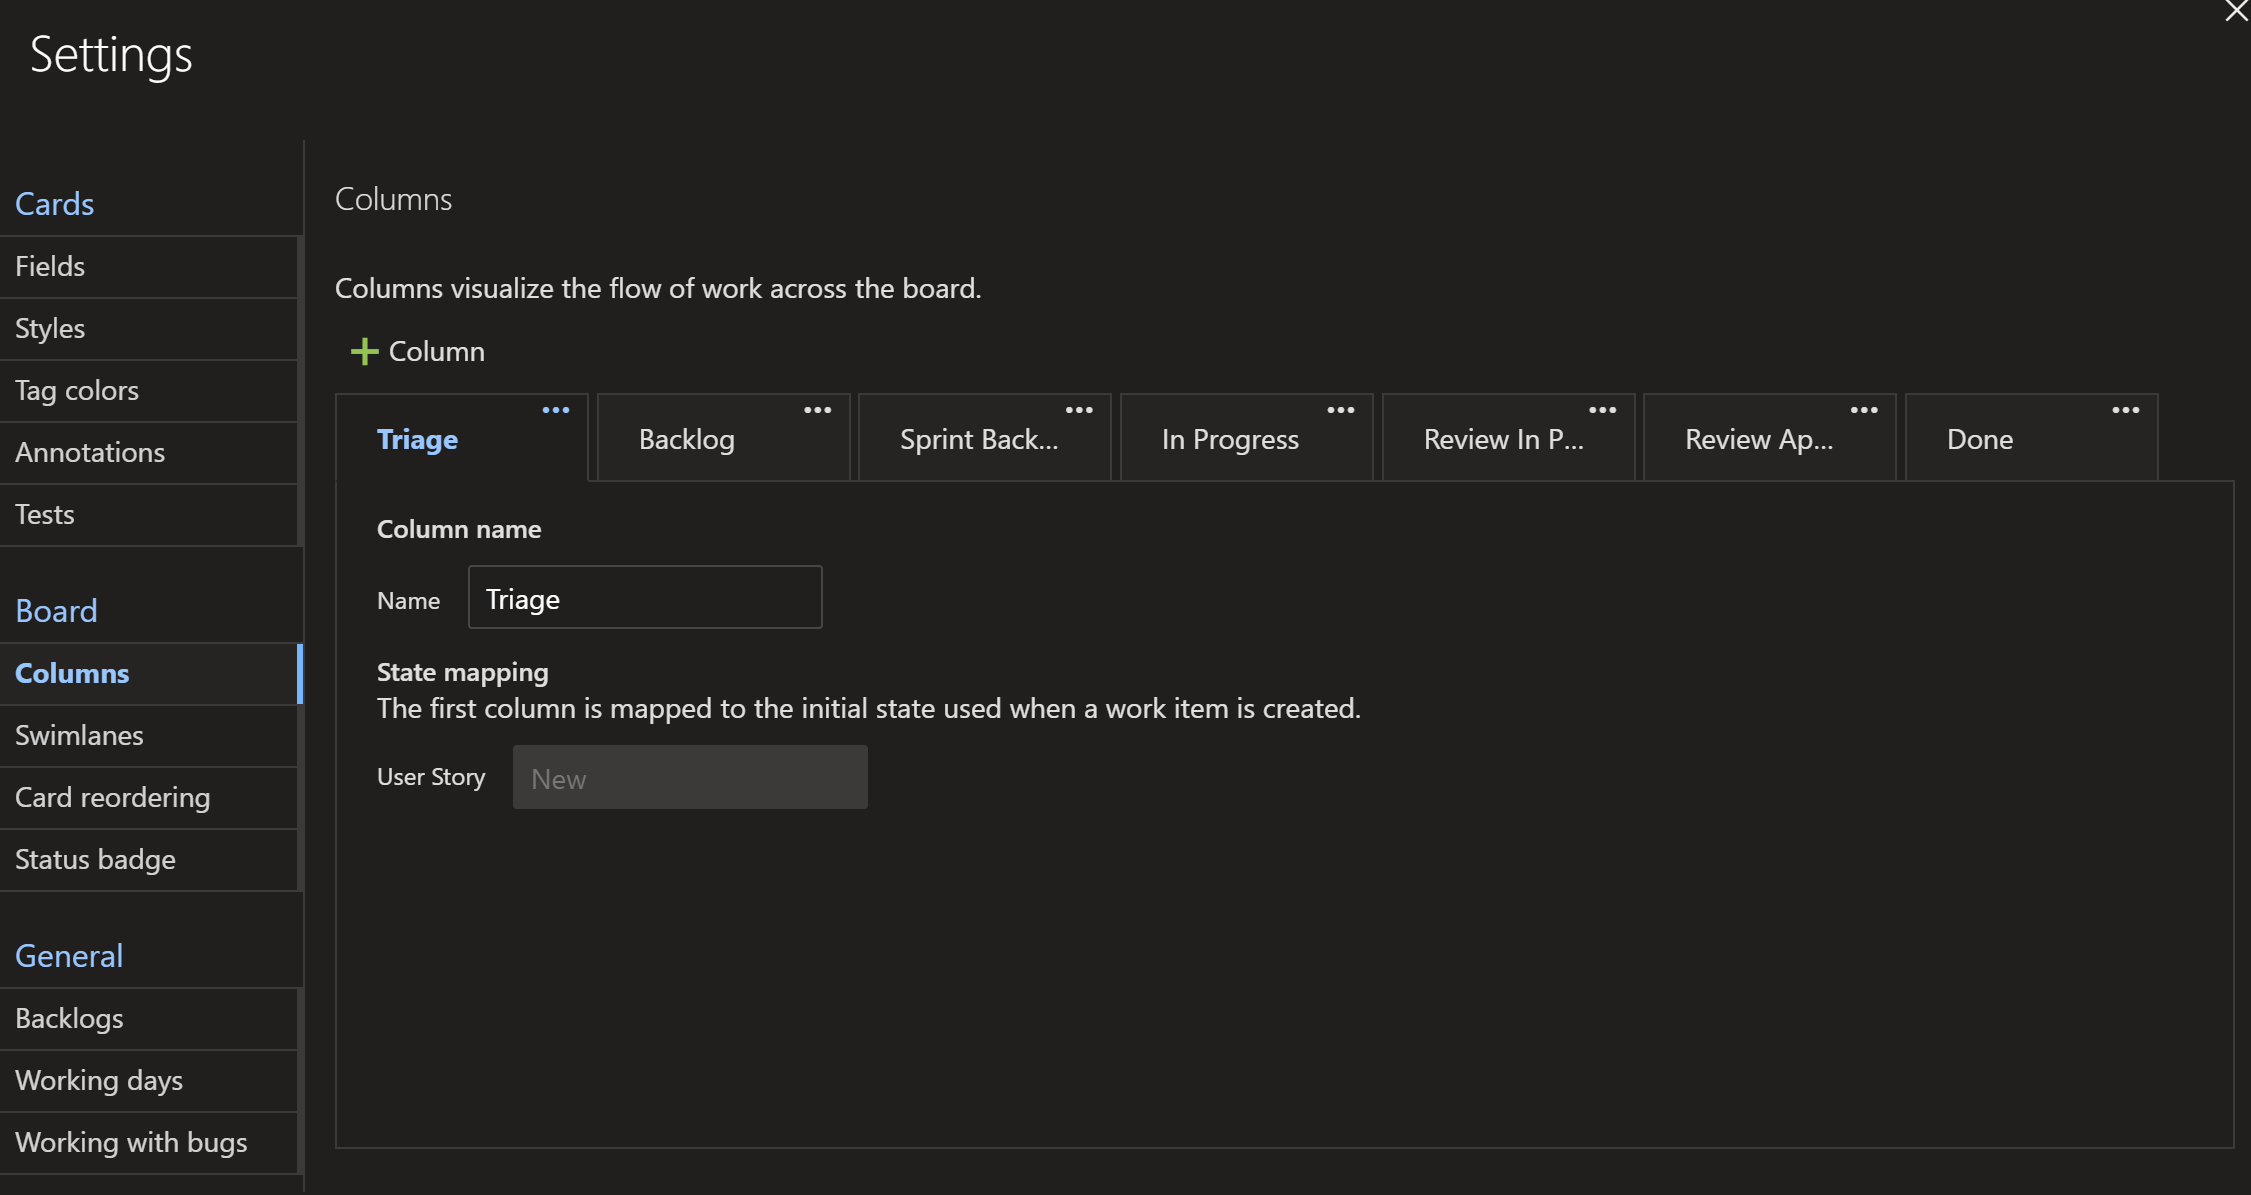 Settings
Cards
Fields
Styles
Tag colors
Annotations
Tests
Board
Columns
Swimlanes
Card reordering
Status badge
General
Backlogs
Working days
Working with bugs
Columns
Columns visualize the flow of work across the board.
Column
Triage
Backlog
Sprint Back...
In Progress
Review In P...
Review Ap...
Done
Column name
Name Triage
State mapping
The first column is mapped to the initial state used when a work item is created.
User Story New